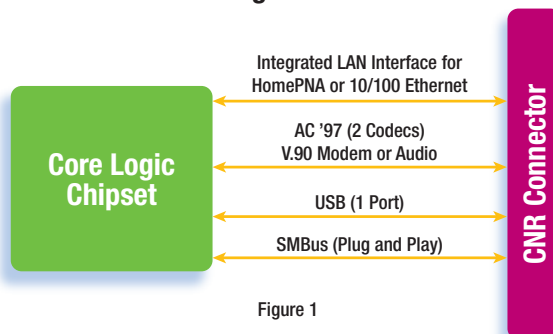 Integrated LAN Interface for
HomePNA or 10/100 Ethernet
AC ’97 (2 Codecs)
V.90 Modem or Audio
Core Logic
Chipset
USB (1 Port)
SMBus (Plug and Play)
CNR Connector
Figure 1